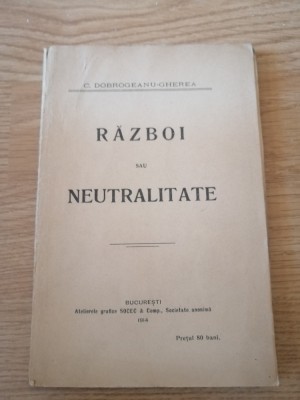 C. DOBROGEANU-GHEREA
RĂZBOI
SAU
NEUTRALITATE
BUCUREȘTI
Atelierele grafice SOCEC & Comp., Societate anonimă
1914
Prețul 60 bani.